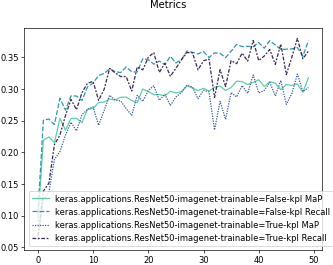 Metrics
0.35
0.30
0.25
0.20
0.15
0.10
0.05
keras.applications.ResNet50-imagenet-trainable=False-kpl MaP
keras.applications.ResNet50-imagenet-trainable=False-kpl Recall
keras.applications.ResNet50-imagenet-trainable=True-kpl MaP
keras.applications.ResNet50-imagenet-trainable=True-kpl Recall
0 10 20 30 40 50